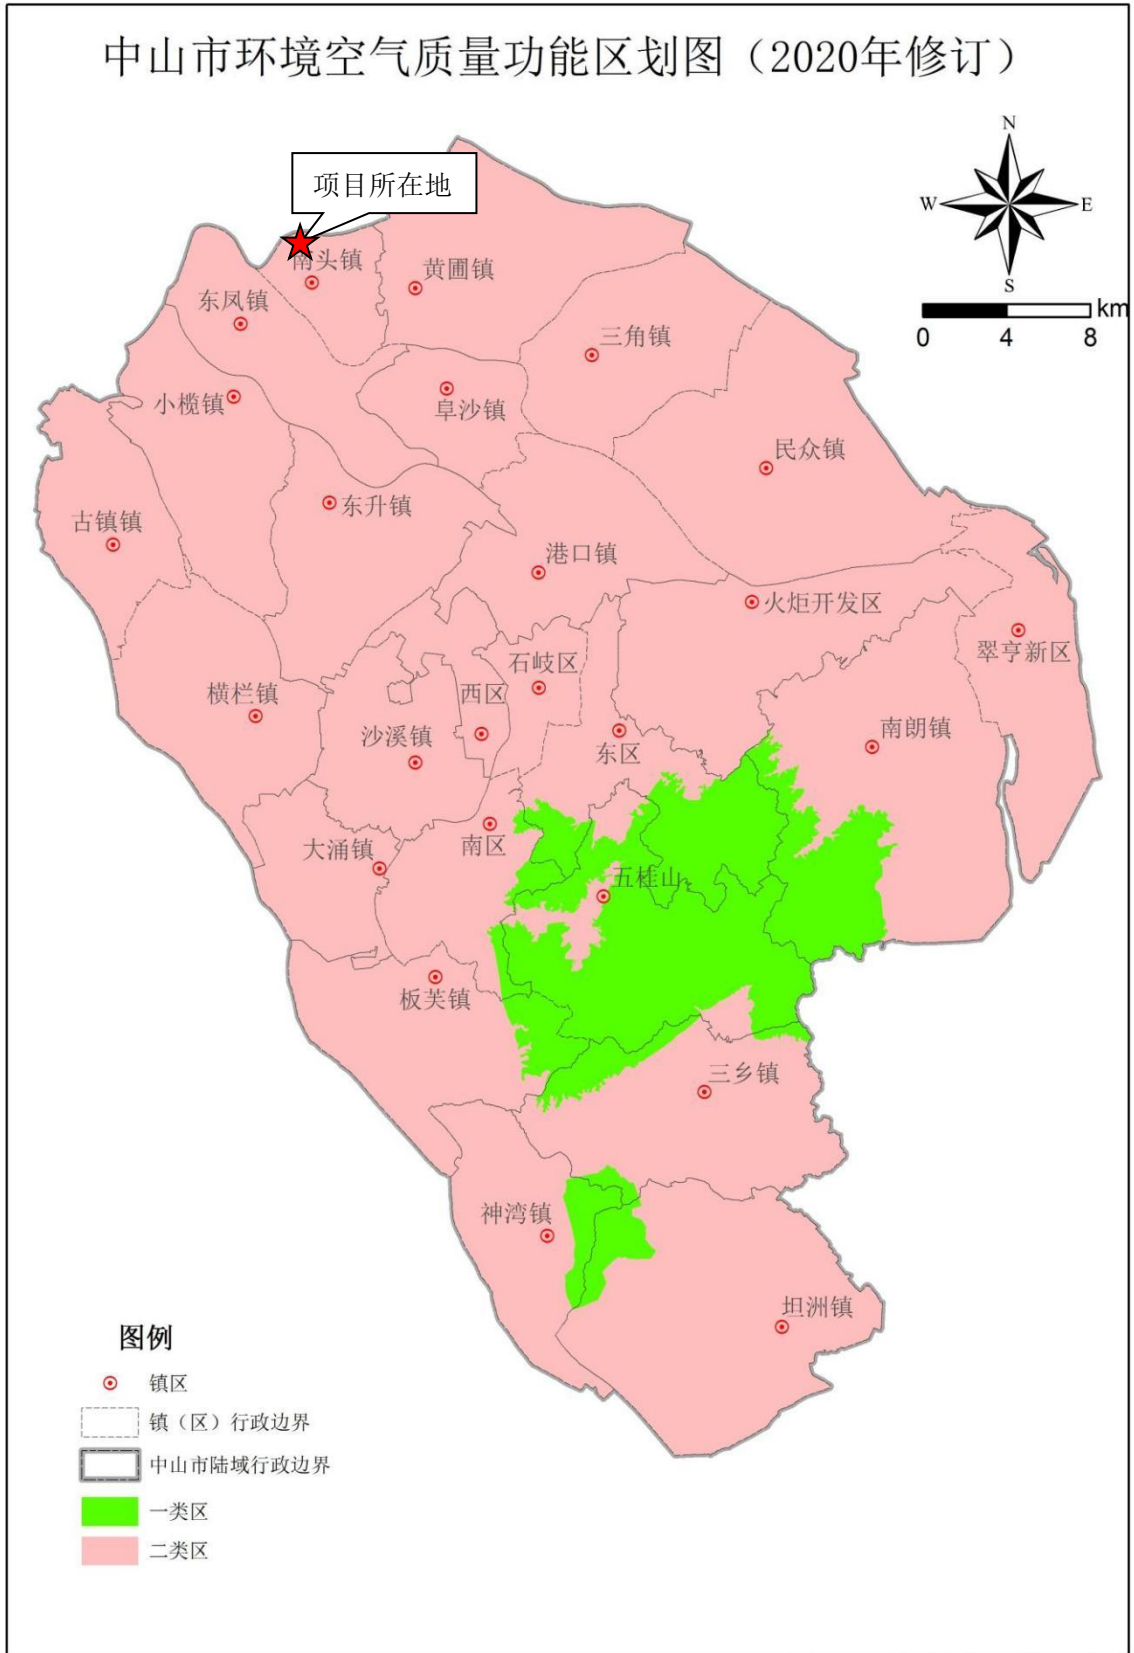 中山市环境空气质量功能区划图（2020年修订）
N
W
E
S
km
0 4 8
项目所在地
南头镇
黄圃镇
东凤镇
三角镇
小榄镇
阜沙镇
民众镇
东升镇
古镇镇
港口镇
火炬开发区
翠亨新区
石岐区
横栏镇
西区
沙溪镇
东区
南朗镇
大涌镇
南区
五桂山
板芙镇
三乡镇
神湾镇
坦洲镇
图例
镇区
镇（区）行政边界
中山市陆域行政边界
一类区
二类区